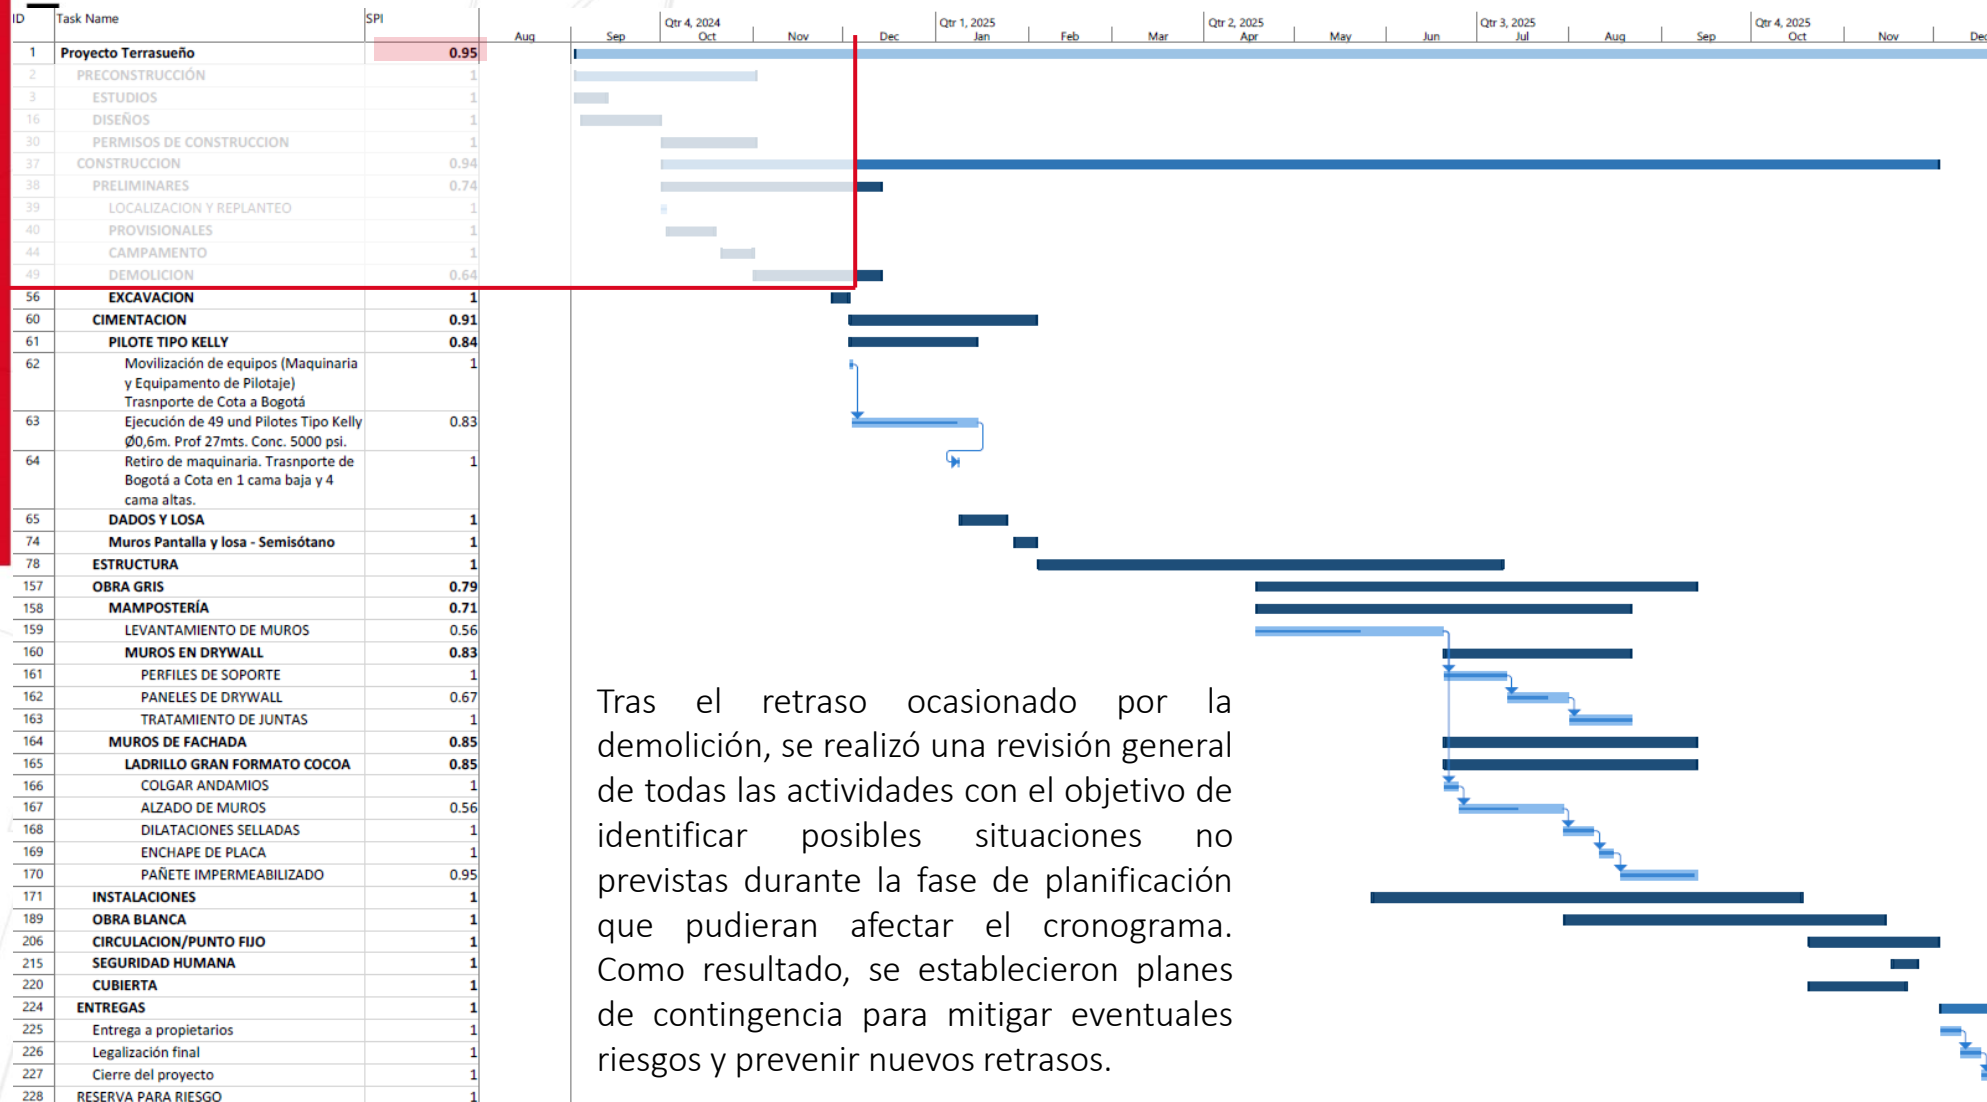 ID Task Name SPI
Qtr 4, 2024 Qtr 1, 2025 Qtr 2, 2025 Qtr 3, 2025 Qtr 4, 2025
Aug Sep Oct Nov Dec Jan Feb Mar Apr May Jun Jul Aug Sep Oct Nov Dec
1 Proyecto Terrasueño 0.95
2 PRECONSTRUCCIÓN 1
3 ESTUDIOS 1
16 DISEÑOS 1
30 PERMISOS DE CONSTRUCCION 1
37 CONSTRUCCION 0.94
38 PRELIMINARES 0.74
39 LOCALIZACION Y REPLANTEO 1
40 PROVISIONALES 1
44 CAMPAMENTO 1
49 DEMOLICION 0.64
56 EXCAVACION 1
60 CIMENTACION 0.91
61 PILOTE TIPO KELLY 0.84
62 Movilización de equipos (Maquinaria 1
y Equipamento de Pilotaje)
Trasnporte de Cota a Bogotá
63 Ejecución de 49 und Pilotes Tipo Kelly 0.83
Ø0,6m. Prof 27mts. Conc. 5000 psi.
64 Retiro de maquinaria. Trasnporte de 1
Bogotá a Cota en 1 cama baja y 4
cama altas.
65 DADOS Y LOSA 1
74 Muros Pantalla y losa - Semisótano 1
78 ESTRUCTURA 1
157 OBRA GRIS 0.79
158 MAMPOSTERÍA 0.71
159 LEVANTAMIENTO DE MUROS 0.56
160 MUROS EN DRYWALL 0.83
161 PERFILES DE SOPORTE 1
162 PANELES DE DRYWALL 0.67
163 TRATAMIENTO DE JUNTAS 1
164 MUROS DE FACHADA 0.85
165 LADRILLO GRAN FORMATO COCOA 0.85
166 COLGAR ANDAMIOS 1
167 ALZADO DE MUROS 0.56
168 DILATACIONES SELLADAS 1
169 ENCHAPE DE PLACA 1
170 PAÑETE IMPERMEABILIZADO 0.95
171 INSTALACIONES 1
189 OBRA BLANCA 1
206 CIRCULACION/PUNTO FIJO 1
215 SEGURIDAD HUMANA 1
220 CUBIERTA 1
224 ENTREGAS 1
225 Entrega a propietarios 1
226 Legalización final 1
227 Cierre del proyecto 1
228 RESERVA PARA RIESGO 1
Tras el retraso ocasionado por la
demolición, se realizó una revisión general
de todas las actividades con el objetivo de
identificar posibles situaciones no
previstas durante la fase de planificación
que pudieran afectar el cronograma.
Como resultado, se establecieron planes
de contingencia para mitigar eventuales
riesgos y prevenir nuevos retrasos.